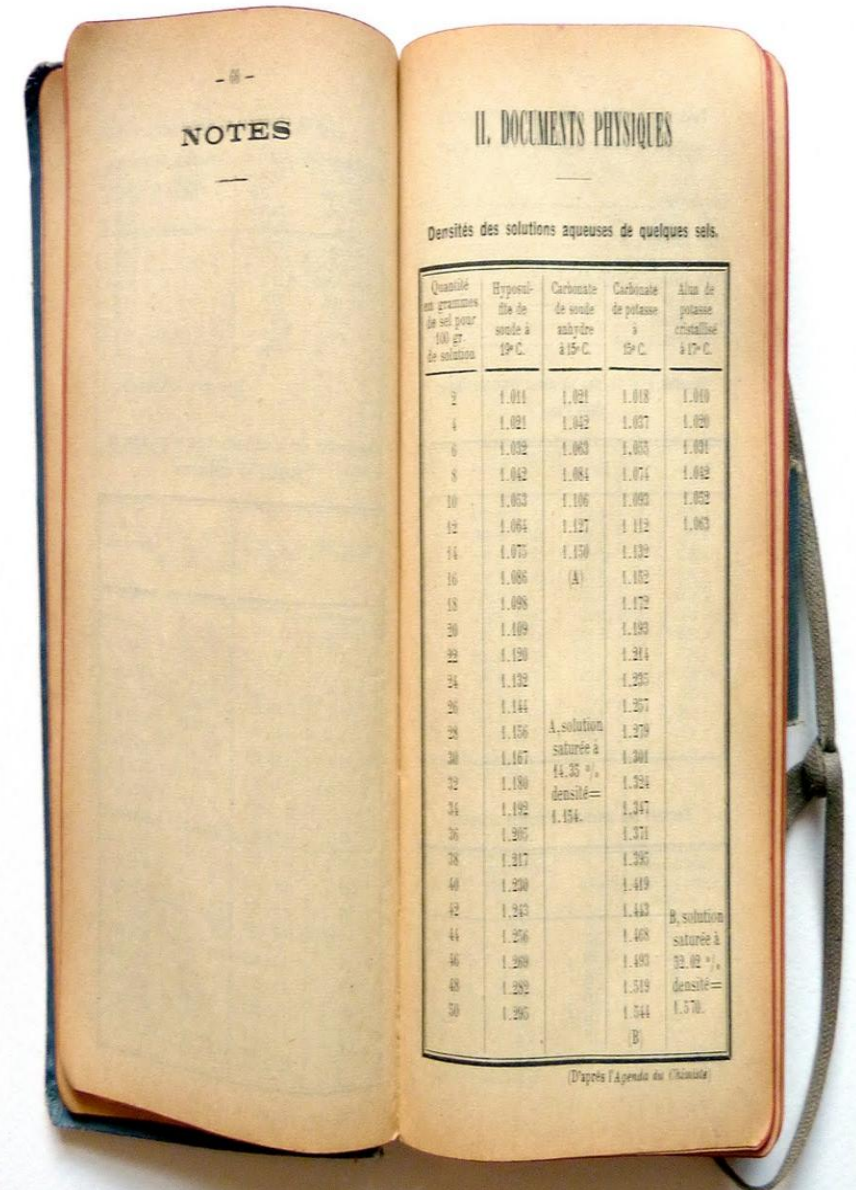 - 66 -
NOTES
II. DOCUMENTS PHYSIQUES
Densités des solutions aqueuses de quelques sels.
Quantité en grammes de sel pour 100 gr. de solution | Hyposulfite de soude à 19° C. | Carbonate de soude anhydre à 15° C. | Carbonate de potasse à 15° C. | Alun de potasse cristallisé à 17° C.
2 1.011 1.021 1.018 1.010
4 1.021 1.042 1.037 1.020
6 1.032 1.063 1.055 1.031
8 1.042 1.084 1.074 1.042
10 1.053 1.106 1.093 1.052
12 1.064 1.127 1 112 1.063
14 1.075 1.150 1.132
16 1.086 (A) 1.152
18 1.098 1.172
20 1.109 1.193
22 1.120 1.214
24 1.132 1.235
26 1.144 1.257
28 1.156 1.279
30 1.167 1.301
32 1.180 1.324
34 1.192 1.347
36 1.205 1.371
38 1.217 1.395
40 1.230 1.419
42 1.243 1.443
44 1.256 1.468
46 1.269 1.493
48 1.282 1.519
50 1.295 1.544
(B)
A, solution
saturée à
14.35 %
densité=
1.154.
B, solution
saturée à
densité=
1.570.
(D'après l'Agenda du Chimiste)